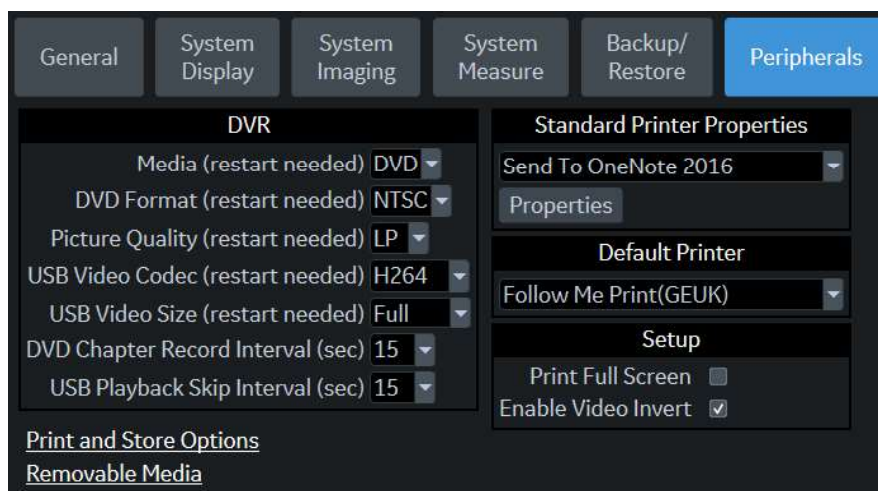 General
System
Display
System
Imaging
System
Measure
Backup/
Restore
Peripherals
DVR
Media (restart needed) DVD
DVD Format (restart needed) NTSC
Picture Quality (restart needed) LP
USB Video Codec (restart needed) H264
USB Video Size (restart needed) Full
DVD Chapter Record Interval (sec) 15
USB Playback Skip Interval (sec) 15
Print and Store Options
Removable Media
Standard Printer Properties
Send To OneNote 2016
Properties
Default Printer
Follow Me Print(GEUK)
Setup
Print Full Screen
Enable Video Invert